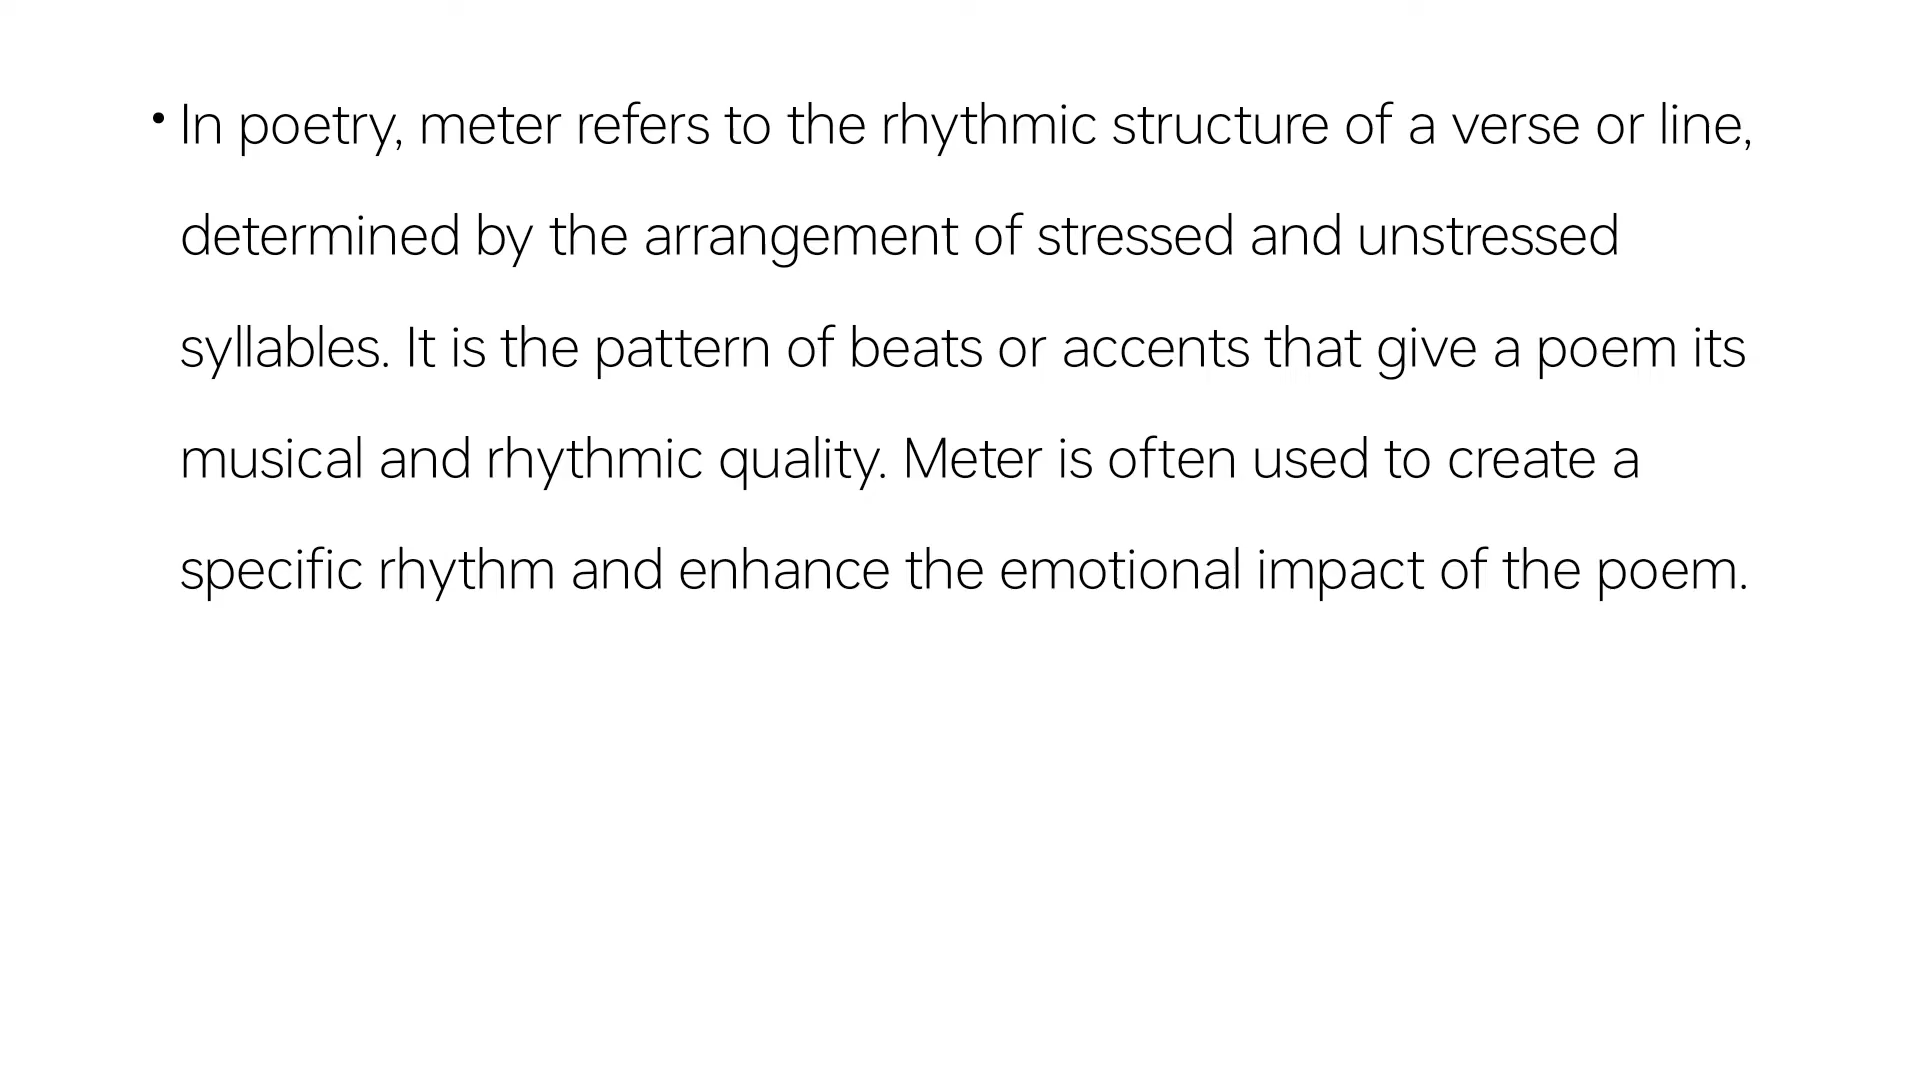 • In poetry, meter refers to the rhythmic structure of a verse or line,
determined by the arrangement of stressed and unstressed
syllables. It is the pattern of beats or accents that give a poem its
musical and rhythmic quality. Meter is often used to create a
specific rhythm and enhance the emotional impact of the poem.